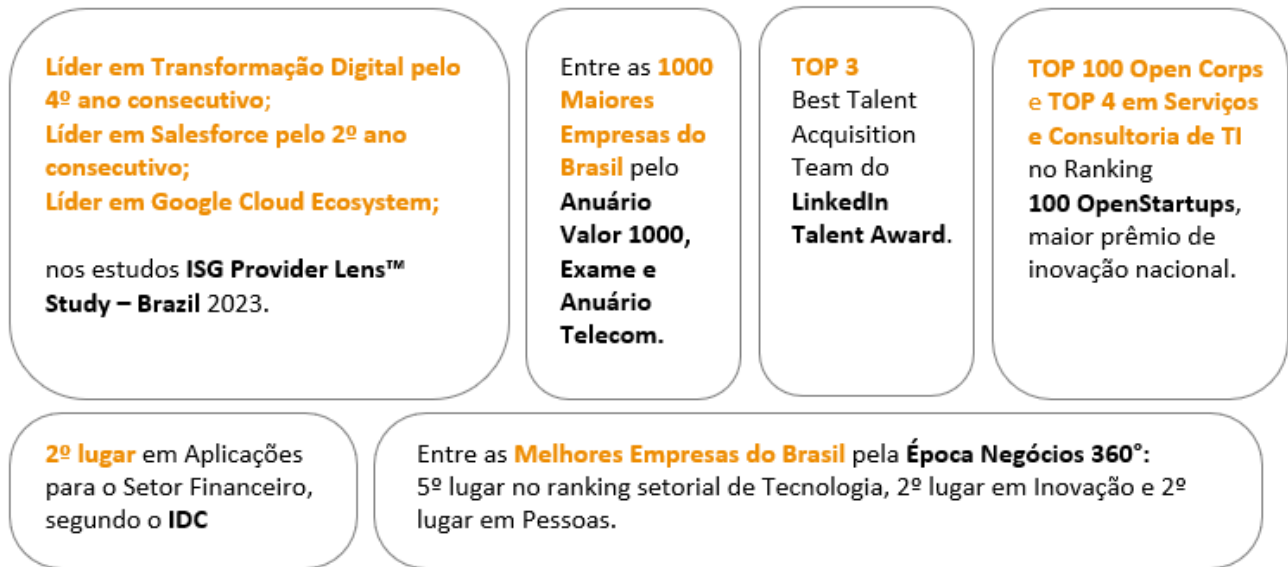 Líder em Transformação Digital pelo
4º ano consecutivo;
Líder em Salesforce pelo 2º ano
consecutivo;
Líder em Google Cloud Ecosystem;
nos estudos ISG Provider Lens™
Study – Brazil 2023.
Entre as 1000
Maiores
Empresas do
Brasil pelo
Anuário
Valor 1000,
Exame e
Anuário
Telecom.
TOP 3
Best Talent
Acquisition
Team do
LinkedIn
Talent Award.
TOP 100 Open Corps
e TOP 4 em Serviços
e Consultoria de TI
no Ranking
100 OpenStartups,
maior prêmio de
inovação nacional.
2º lugar em Aplicações
para o Setor Financeiro,
segundo o IDC
Entre as Melhores Empresas do Brasil pela Época Negócios 360°:
5º lugar no ranking setorial de Tecnologia, 2º lugar em Inovação e 2º
lugar em Pessoas.